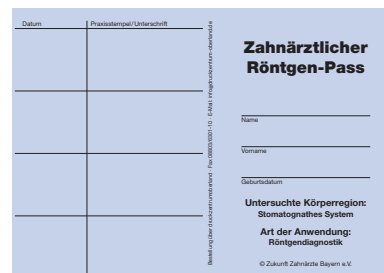 Datum
Praxisstempel/Unterschrift
Zahnärztlicher
Röntgen-Pass
Name
Vorname
Geburtsdatum
Untersuchte Körperregion:
Stomatognathes System
Art der Anwendung:
Röntgendiagnostik
© Zukunft Zahnärzte Bayern e.V.